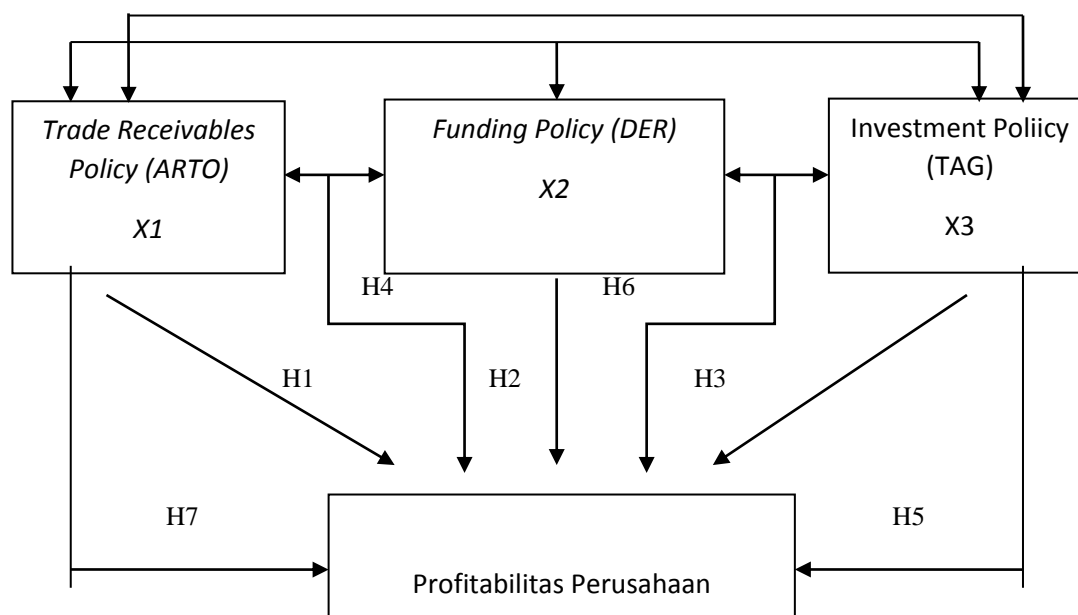 Trade Receivables
Policy (ARTO)
X1
Funding Policy (DER)
X2
Investment Poliicy
(TAG)
X3
H4
H6
H1
H2
H3
H7
H5
Profitabilitas Perusahaan